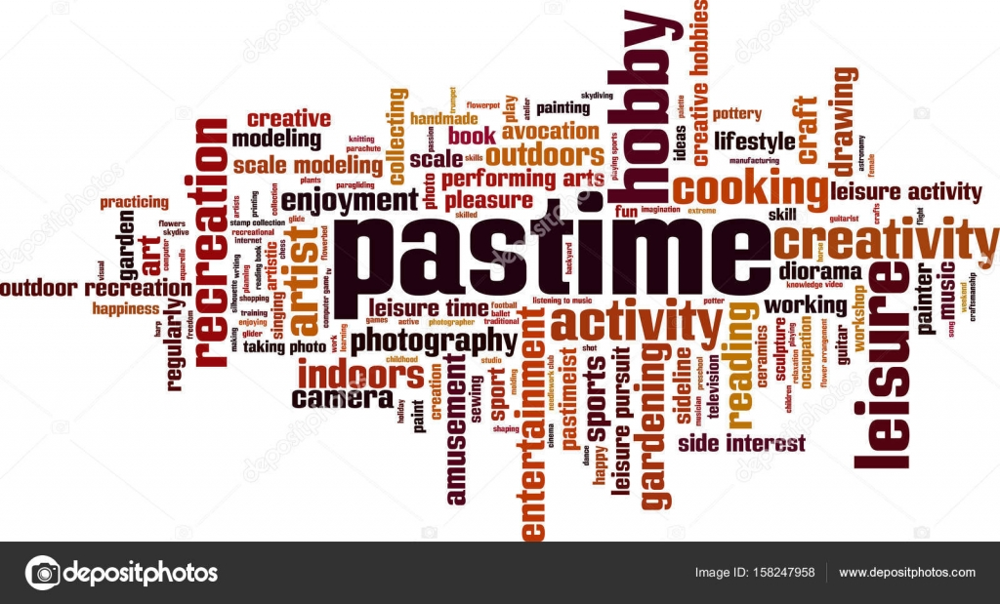 hobby
creative hobbies
skydiving
painting
atelier
play
flowerpot
trumpet
handmade
collecting
palette
pottery
craft
drawing
creative
modeling
recreation
knitting
parachute
passion
book
avocation
playing sports
ideas
lifestyle
manufacturing
astronomy
female
scale modeling
scale
skills
outdoors
performing arts
photo
plants
paragliding
cooking
leisure activity
practicing
artists
printing
collection
enjoyment
pleasure
skilled
fun
imagination
extreme
skill
guitarist
crafts
flight
flowers
skydive
garden
art
computer
aquarelle
visual
stamp collection
recreational
internet
glide
artist
flowerbed
pastime
backyard
creativity
horse
chess
artistic
reading book
planning
writing
silhouette
computer game
tv
diorama
knowledge
video
outdoor recreation
happiness
shopping
training
enjoying
glider
singing
making
harp
freedom
regularly
leisure time
football
ballet
traditional
games
active
photographer
listening to music
potter
working
workshop
leisure
painter
music
song
weekend
craftsmanship
taking photo
work
learning
photography
entertainment
activity
reading
ceramics
sculpture
playing
relaxation
occupation
flower arrangement
guitar
indoors
childhood
creation
amusement
studio
sport
molding
needlework
club
pastimeist
shot
sports
leisure pursuit
gardening
sideline
preschool
musician
television
children
camera
holiday
paint
sewing
shaping
cinema
dance
happy
side interest
depositphotos
Image ID: 158247958
www.depositphotos.com